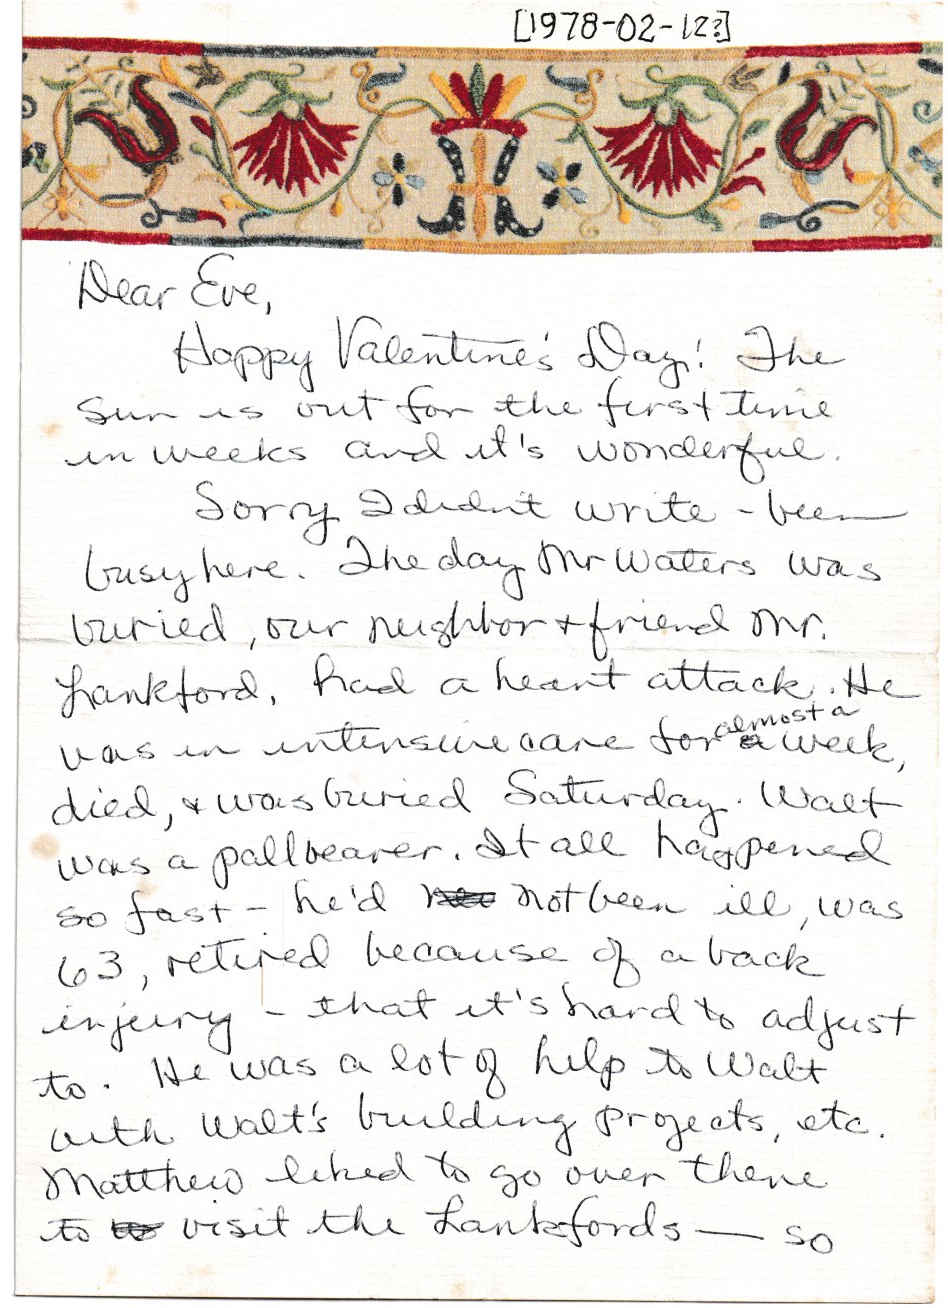 [1978-02-12?]
Dear Eve,
Happy Valentine's Day! The
sun is out for the first time
in weeks and it's wonderful.
Sorry I didn't write - been
busy here. The day Mr Waters was
buried, our neighbor + friend Mr.
Lankford, had a heart attack. He
was in intensive care for almost a week,
died, + was buried Saturday. Walt
was a pallbearer. It all happened
so fast - he'd not been ill, was
63, retired because of a back
injury - that it's hard to adjust
to. He was a lot of help to Walt
with Walt's building projects, etc.
Matthew liked to go over there
to visit the Lankfords — so